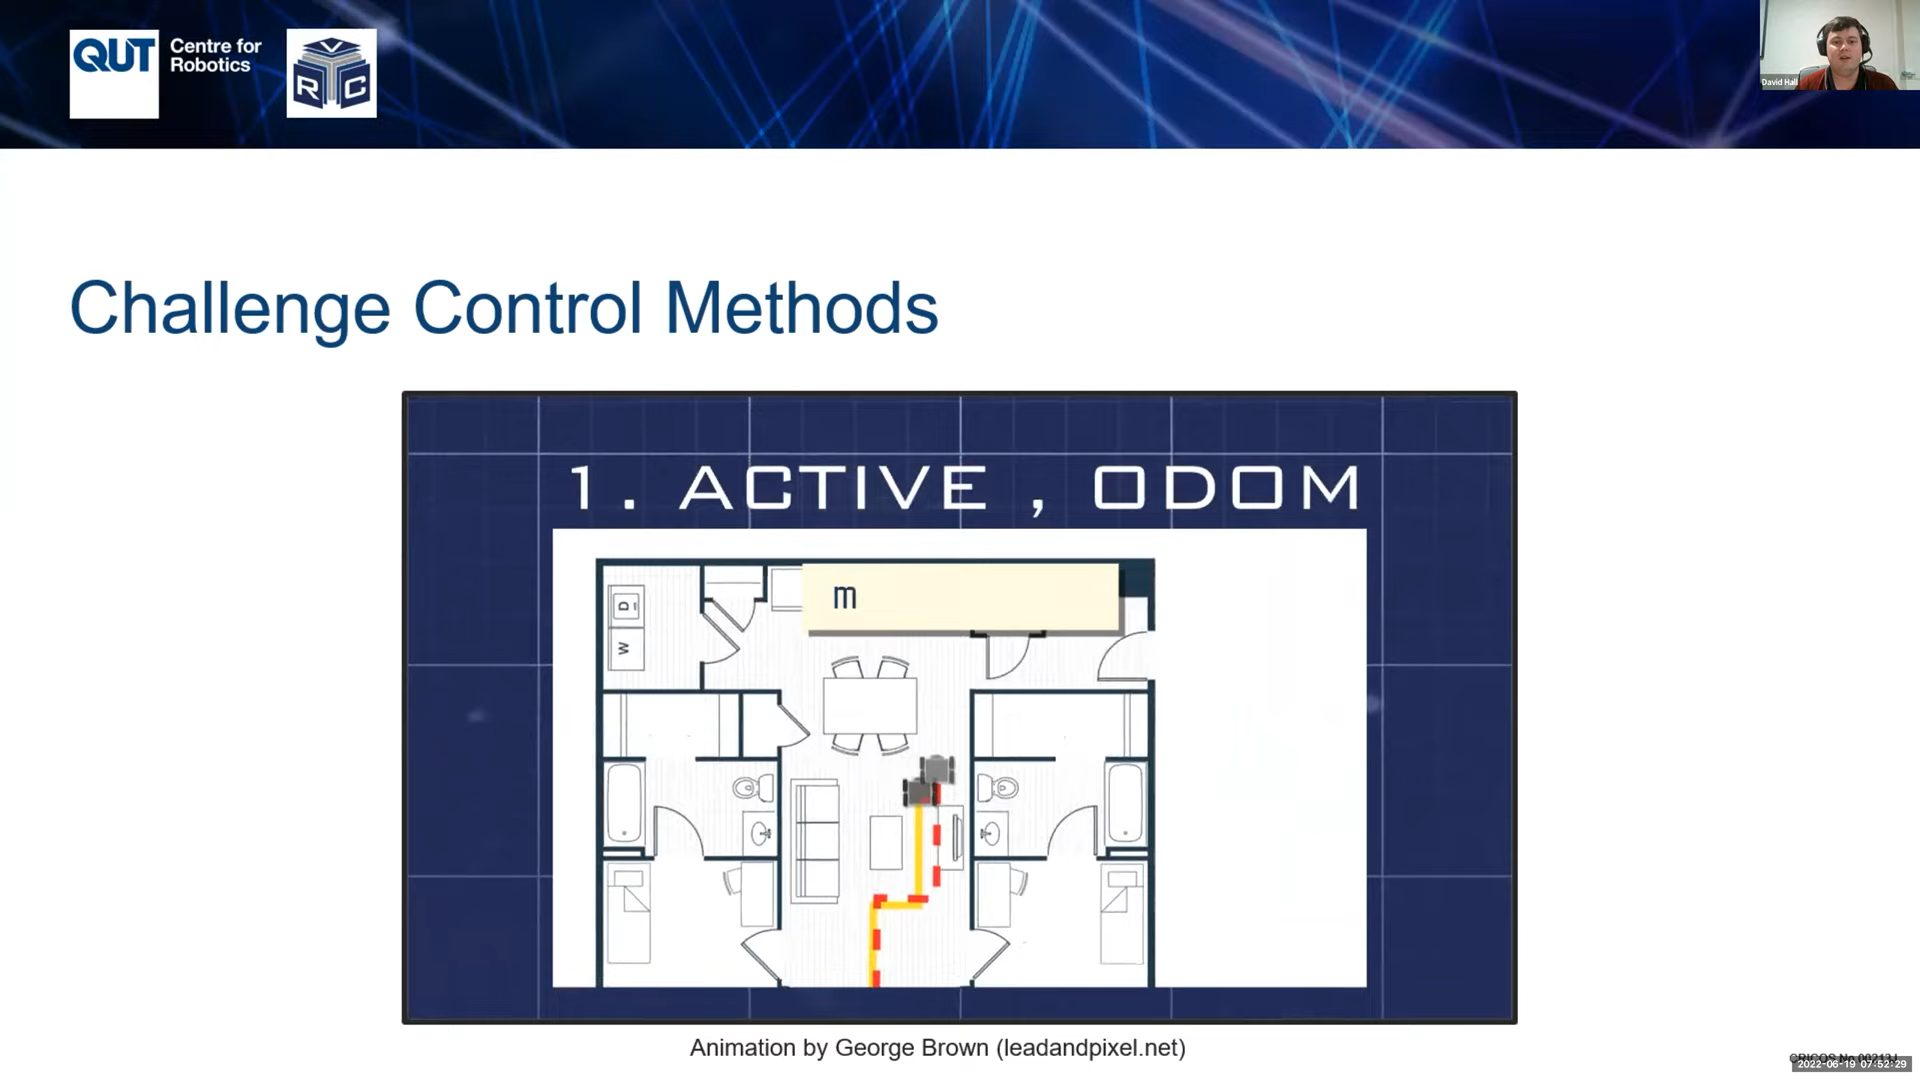 QUT
Centre for
Robotics
R V C
David Hall
Challenge Control Methods
1. ACTIVE , ODOM
m
D
W
Animation by George Brown (leadandpixel.net)
2022-06-19 07:52:29